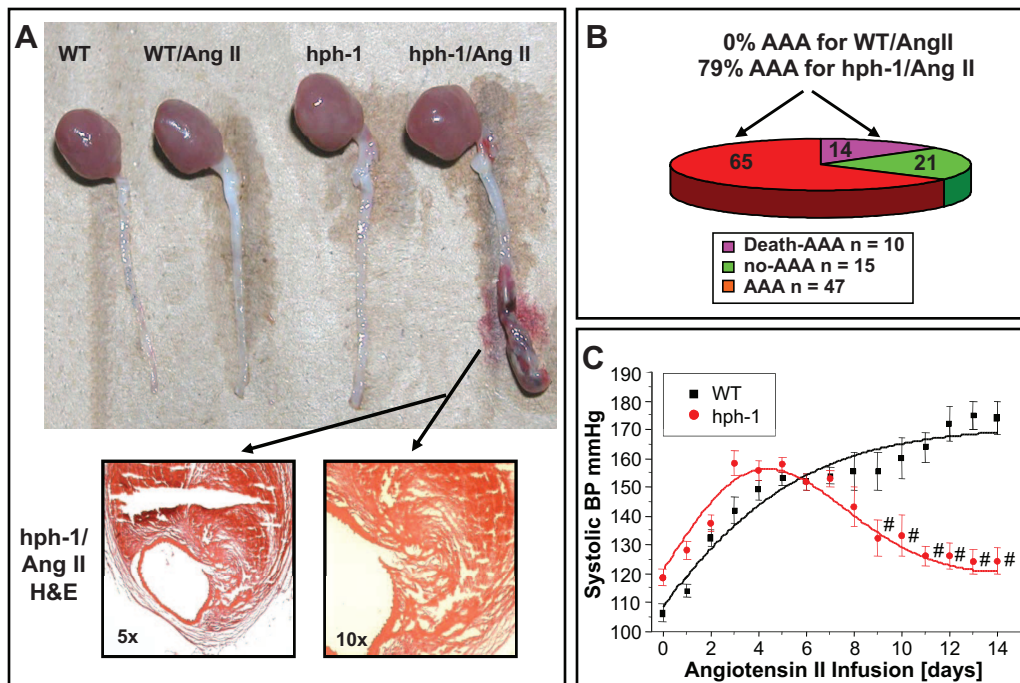 A
WT WT/Ang II hph-1 hph-1/Ang II
hph-1/
Ang II
H&E
5x
10x
B
0% AAA for WT/AngII
79% AAA for hph-1/Ang II
65
14
21
Death-AAA n = 10
no-AAA n = 15
AAA n = 47
C
WT
hph-1
Systolic BP mmHg
190
180
170
160
150
140
130
120
110
100
# # # # # #
0 2 4 6 8 10 12 14
Angiotensin II Infusion [days]